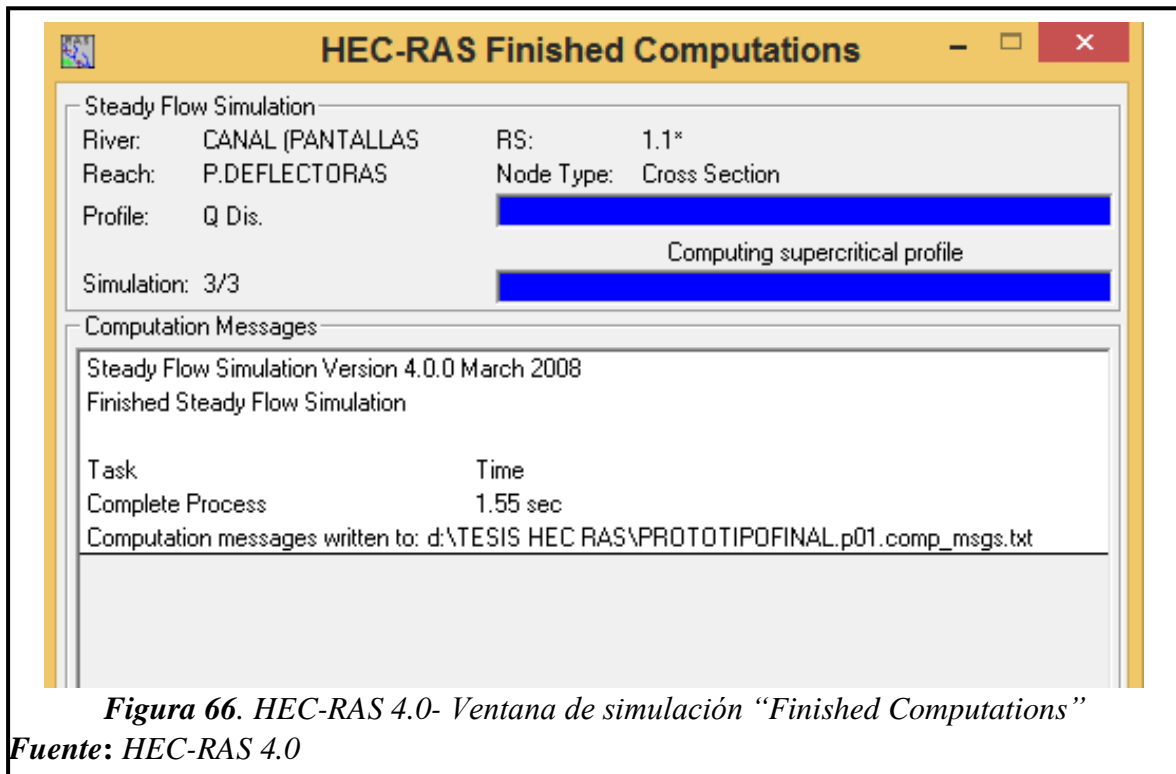 HEC-RAS Finished Computations
Steady Flow Simulation
River: CANAL (PANTALLAS RS: 1.1*
Reach: P.DEFLECTORAS Node Type: Cross Section
Profile: Q Dis.
Computing supercritical profile
Simulation: 3/3
Computation Messages
Steady Flow Simulation Version 4.0.0 March 2008
Finished Steady Flow Simulation
Task Time
Complete Process 1.55 sec
Computation messages written to: d:\TESIS HEC RAS\PROTOTIPOFINAL.p01.comp_msgs.txt
Figura 66. HEC-RAS 4.0- Ventana de simulación “Finished Computations”
Fuente: HEC-RAS 4.0